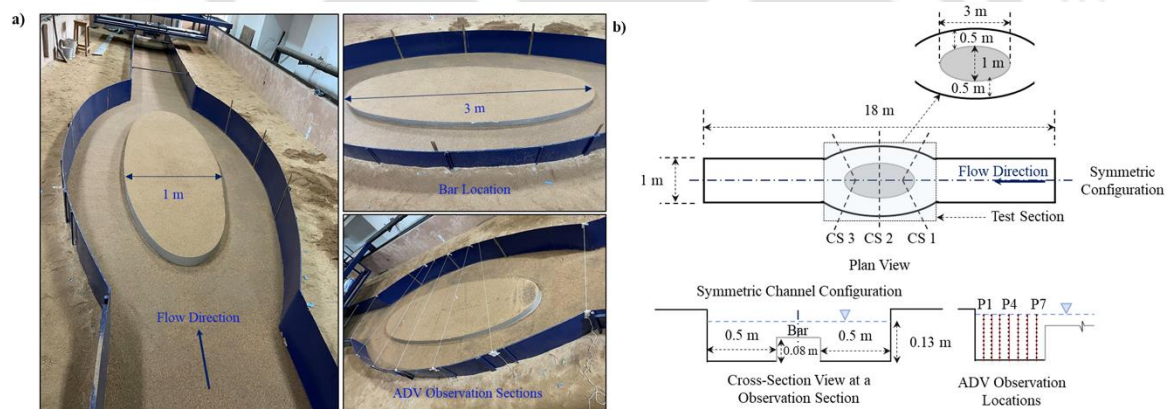 a)
1 m
Flow Direction
3 m
Bar Location
ADV Observation Sections
b)
3 m
0.5 m
1 m
0.5 m
18 m
1 m
Flow Direction
Symmetric
Configuration
Test Section
CS 3
CS 2
CS 1
Plan View
Symmetric Channel Configuration
0.5 m
Bar
0.08 m
0.5 m
0.13 m
Cross-Section View at a
Observation Section
P1
P4
P7
ADV Observation
Locations